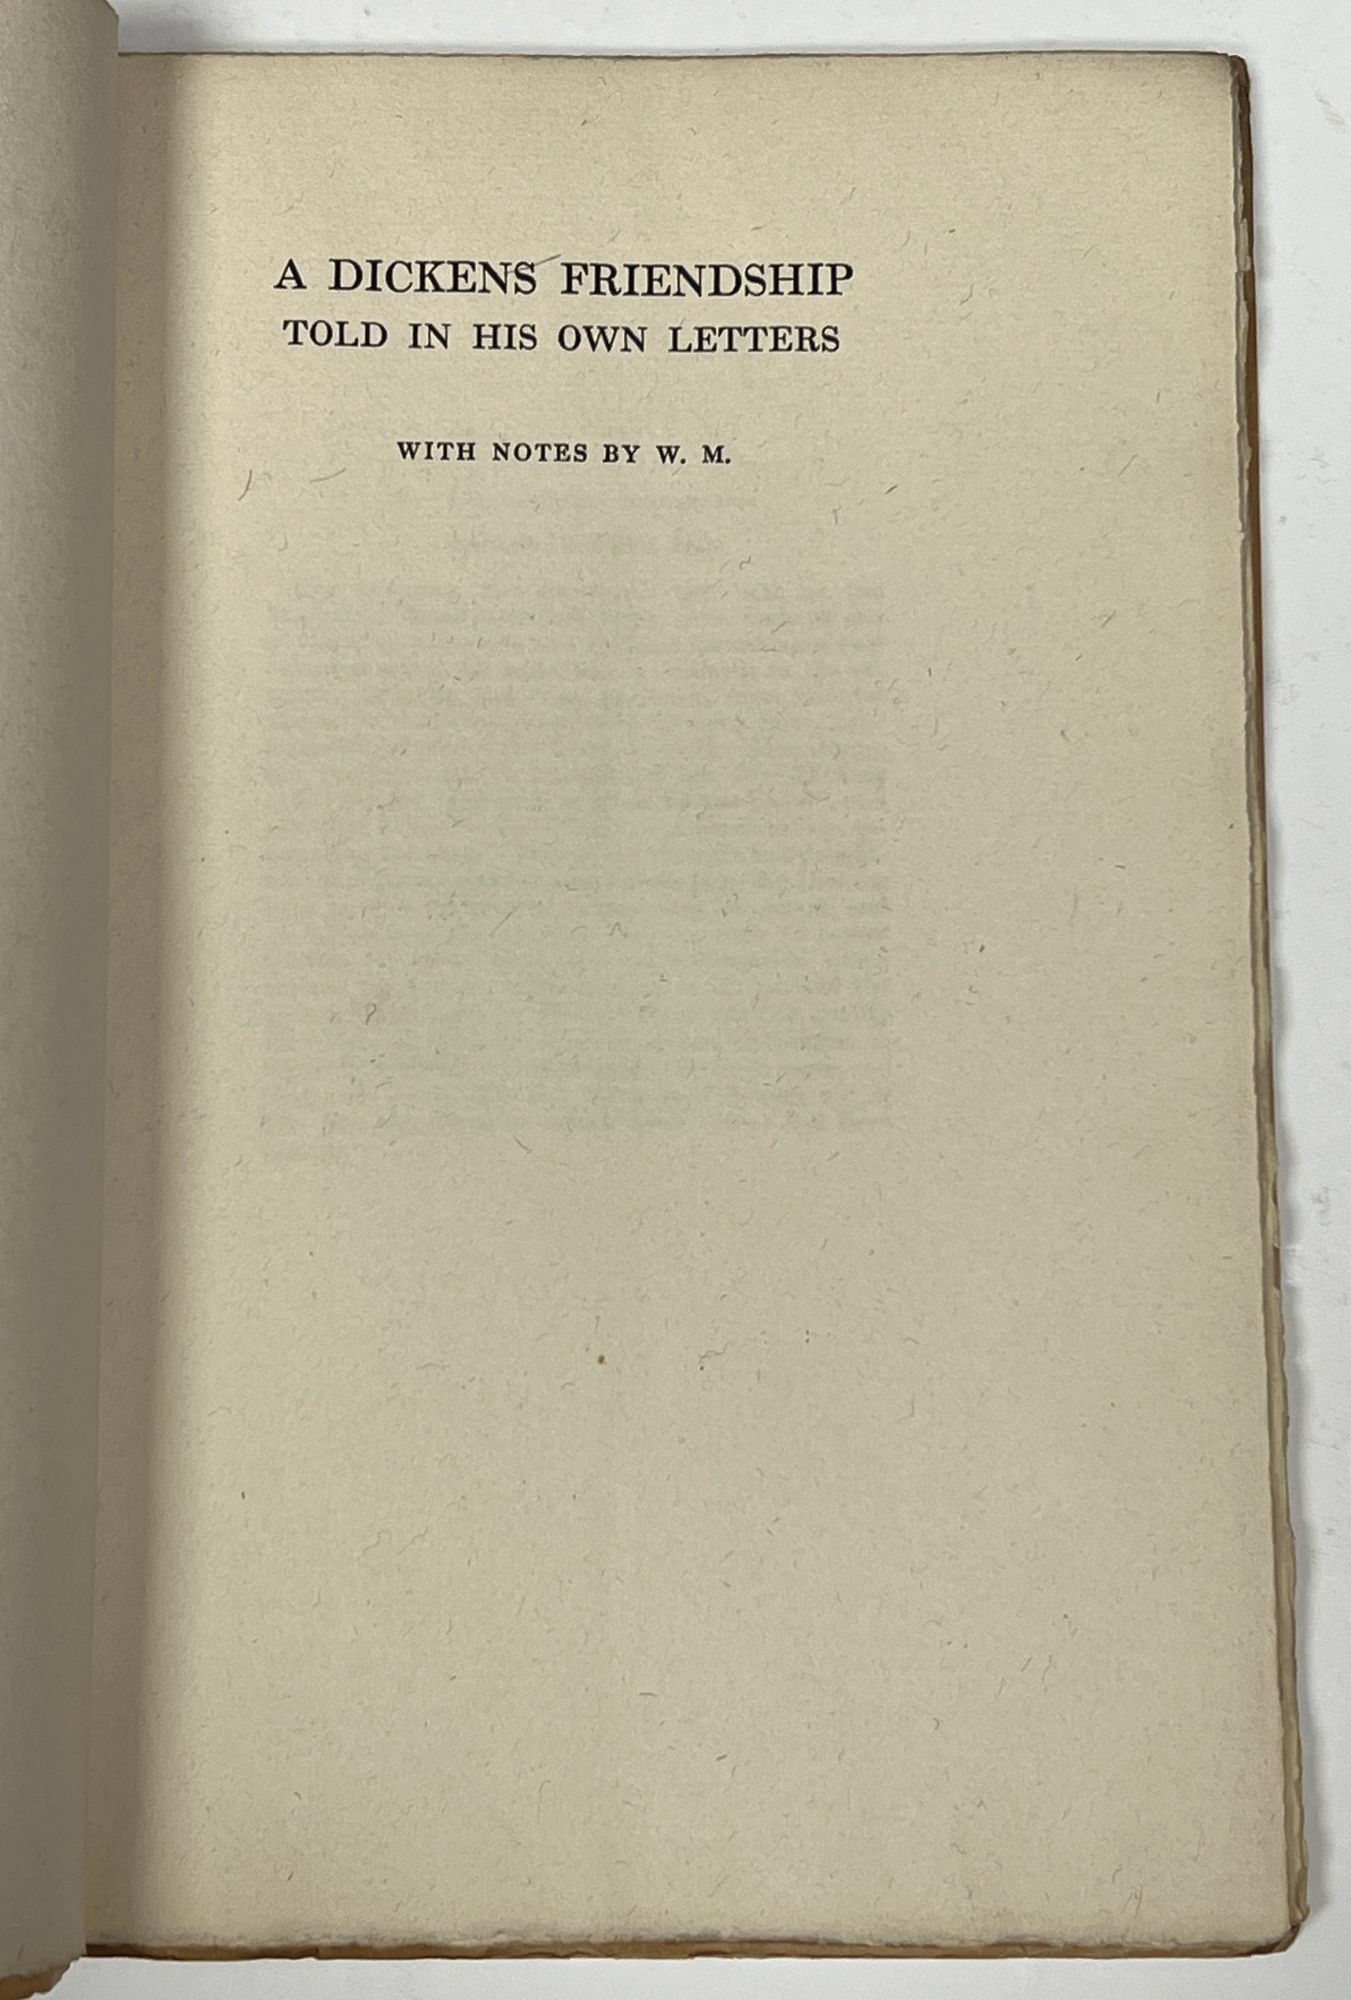 A DICKENS FRIENDSHIP
TOLD IN HIS OWN LETTERS
WITH NOTES BY W. M.